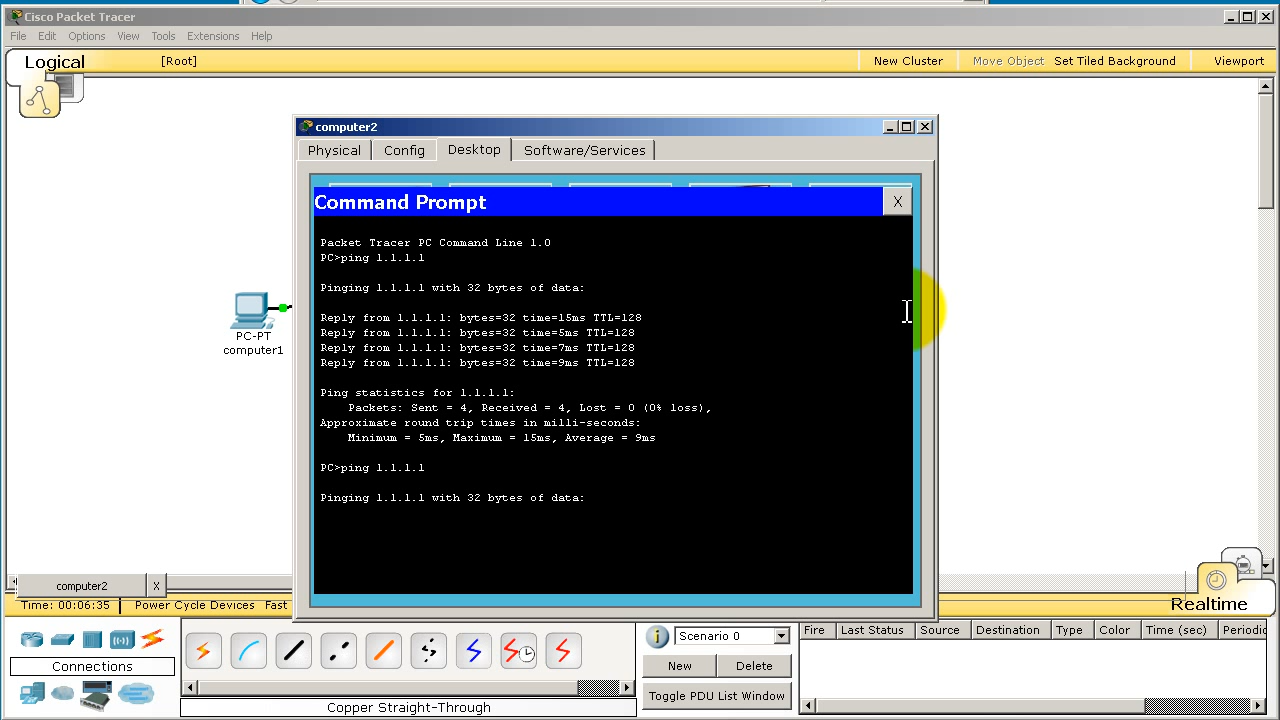 Cisco Packet Tracer
File Edit Options View Tools Extensions Help
Logical [Root] New Cluster Move Object Set Tiled Background Viewport
computer2
Physical Config Desktop Software/Services
Command Prompt X
Packet Tracer PC Command Line 1.0
PC>ping 1.1.1.1
Pinging 1.1.1.1 with 32 bytes of data:
Reply from 1.1.1.1: bytes=32 time=15ms TTL=128
Reply from 1.1.1.1: bytes=32 time=5ms TTL=128
Reply from 1.1.1.1: bytes=32 time=7ms TTL=128
Reply from 1.1.1.1: bytes=32 time=9ms TTL=128
Ping statistics for 1.1.1.1:
Packets: Sent = 4, Received = 4, Lost = 0 (0% loss),
Approximate round trip times in milli-seconds:
Minimum = 5ms, Maximum = 15ms, Average = 9ms
PC>ping 1.1.1.1
Pinging 1.1.1.1 with 32 bytes of data:
PC-PT
computer1
computer2 X
Time: 00:06:35 Power Cycle Devices Fast
Realtime
Connections
Copper Straight-Through
Scenario 0
New Delete
Toggle PDU List Window
Fire Last Status Source Destination Type Color Time (sec) Periodic